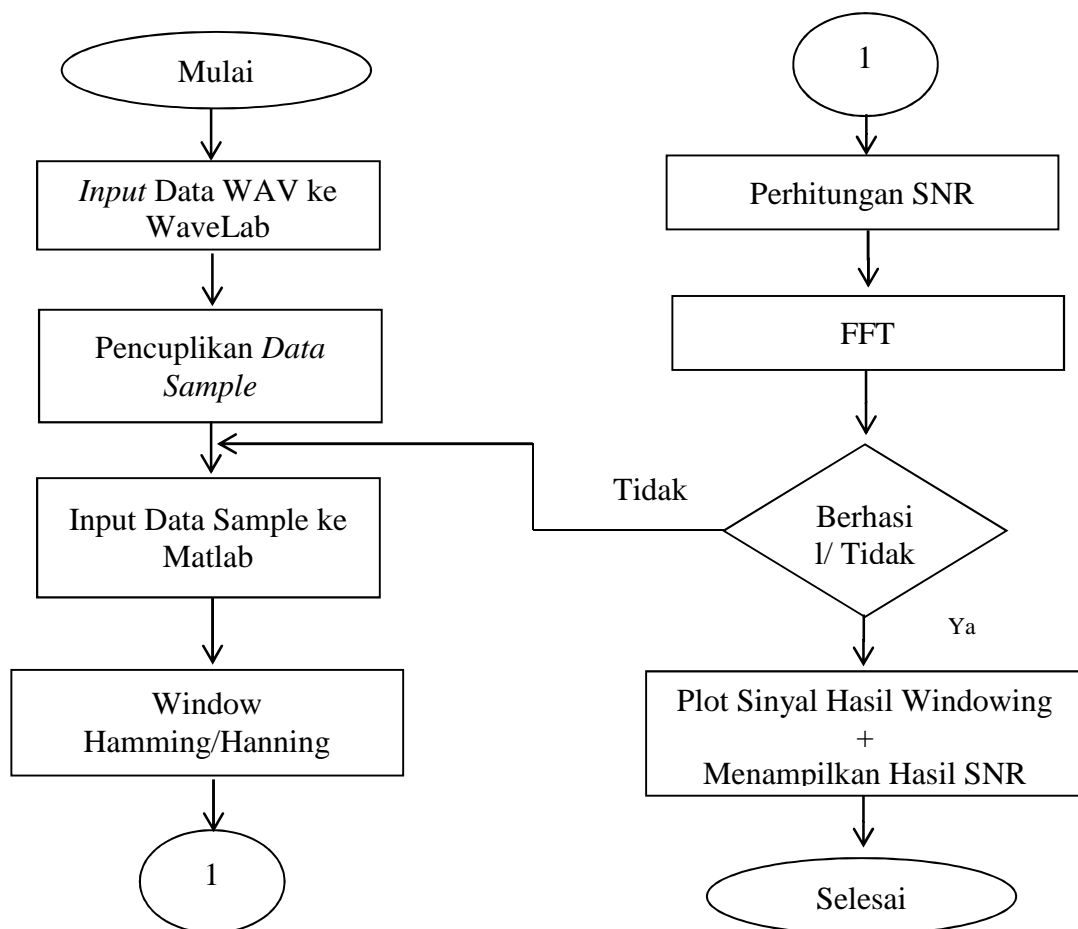 Mulai
Input Data WAV ke
WaveLab
Pencuplikan Data
Sample
Input Data Sample ke
Matlab
Window
Hamming/Hanning
1
1
Perhitungan SNR
FFT
Berhasi
l/ Tidak
Tidak
Ya
Plot Sinyal Hasil Windowing
+
Menampilkan Hasil SNR
Selesai